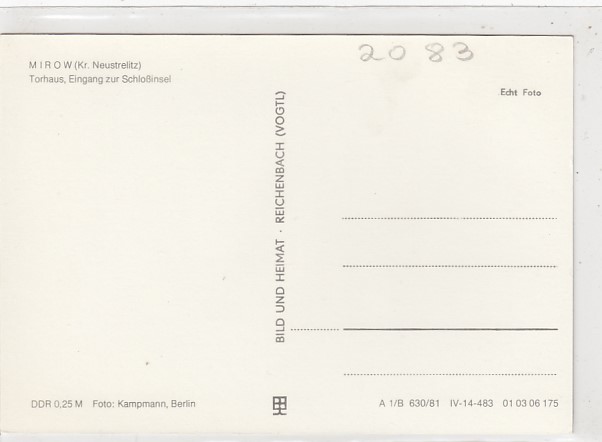 2083
MIROW (Kr. Neustrelitz)
Torhaus, Eingang zur Schloßinsel
Echt Foto
BILD UND HEIMAT · REICHENBACH (VOGTL)
DDR 0,25 M Foto: Kampmann, Berlin
A 1/B 630/81 IV-14-483 01 03 06 175